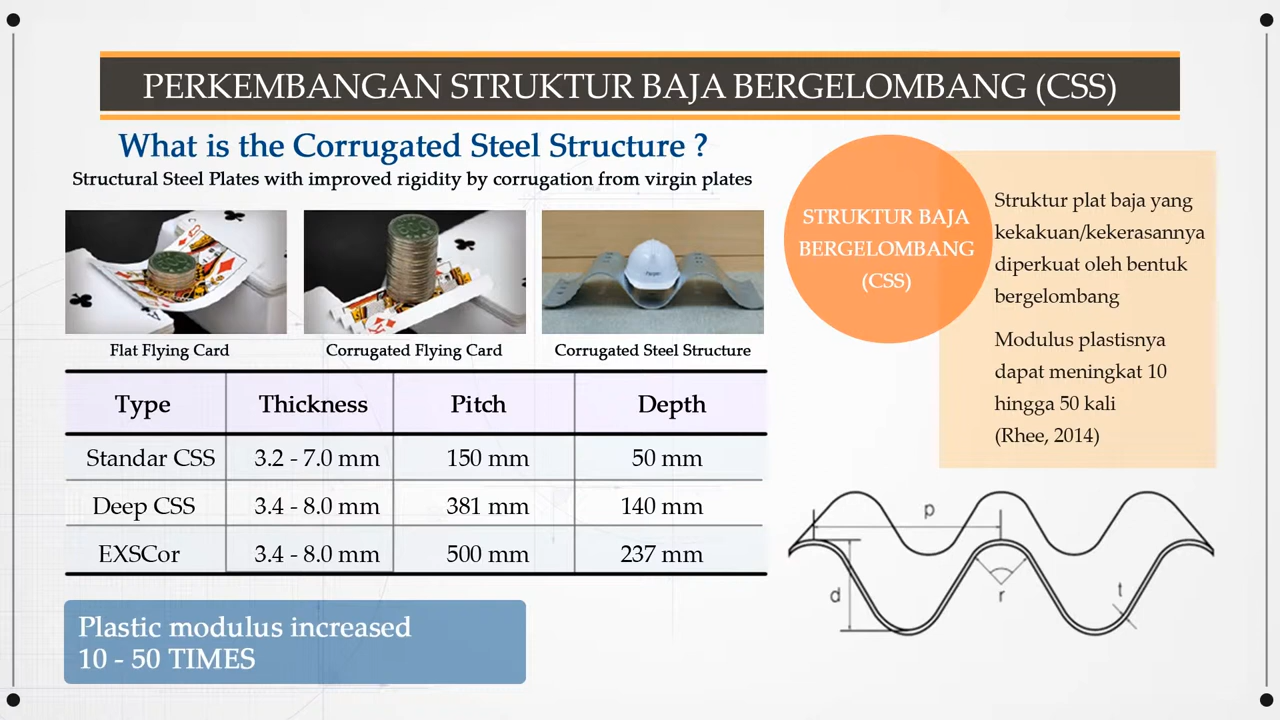 PERKEMBANGAN STRUKTUR BAJA BERGELOMBANG (CSS)
What is the Corrugated Steel Structure ?
Structural Steel Plates with improved rigidity by corrugation from virgin plates
Flat Flying Card
Corrugated Flying Card
Corrugated Steel Structure
Type Thickness Pitch Depth
Standar CSS 3.2 - 7.0 mm 150 mm 50 mm
Deep CSS 3.4 - 8.0 mm 381 mm 140 mm
EXSCor 3.4 - 8.0 mm 500 mm 237 mm
Plastic modulus increased
10 - 50 TIMES
STRUKTUR BAJA
BERGELOMBANG
(CSS)
Struktur plat baja yang
kekakuan/kekerasannya
diperkuat oleh bentuk
bergelombang
Modulus plastisnya
dapat meningkat 10
hingga 50 kali
(Rhee, 2014)
p
d
r
t